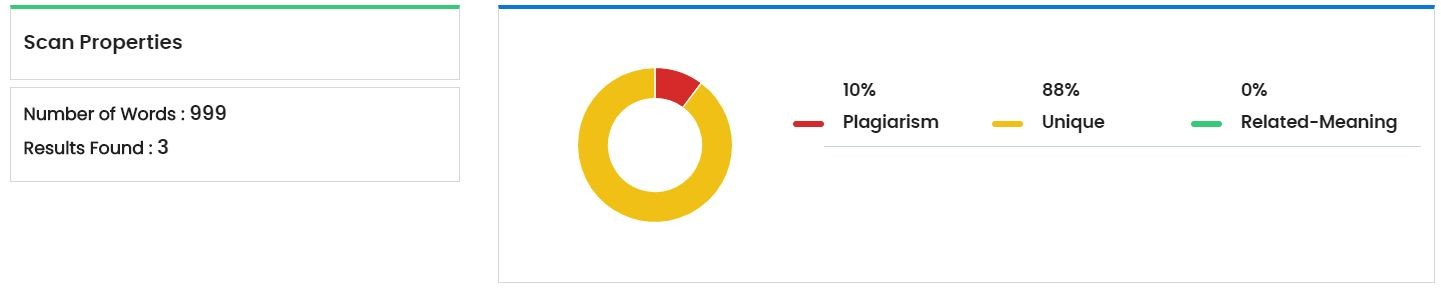 Scan Properties
Number of Words : 999
Results Found : 3
10% 88% 0%
Plagiarism Unique Related-Meaning